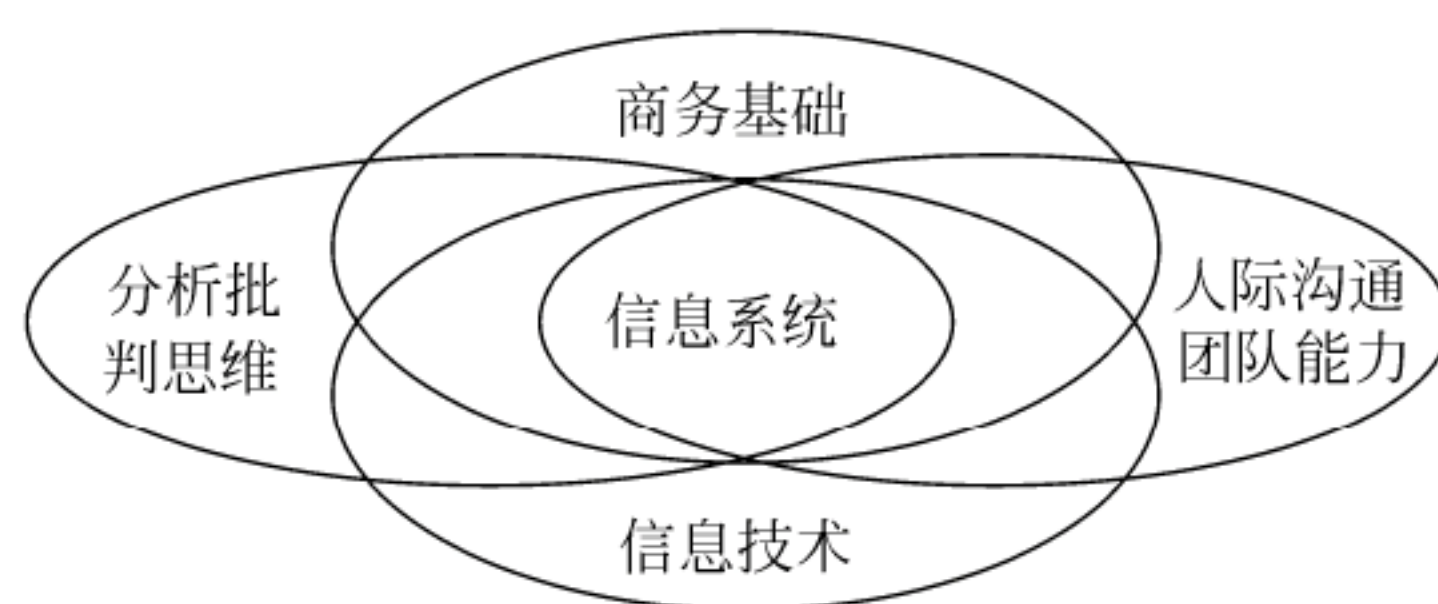 商务基础
分析批
判思维
信息系统
人际沟通
团队能力
信息技术